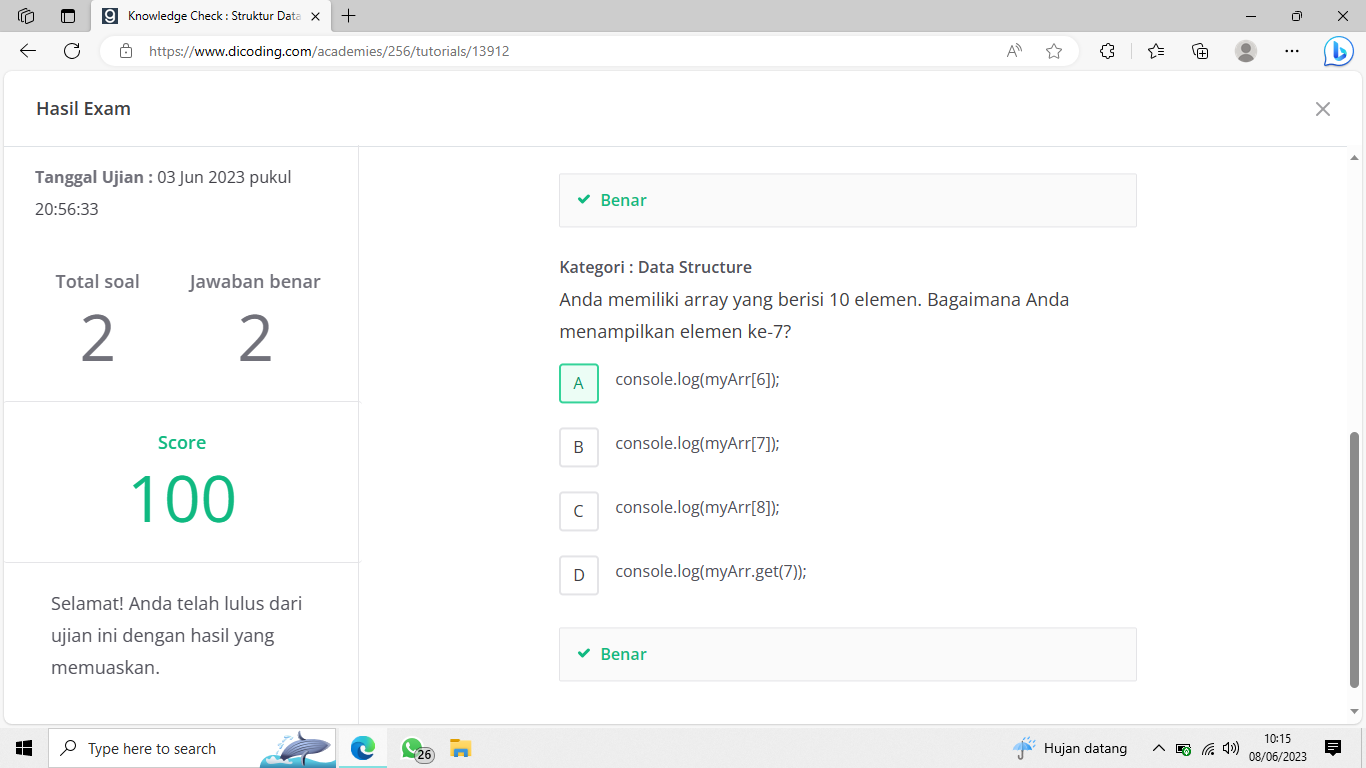 Knowledge Check : Struktur Data
https://www.dicoding.com/academies/256/tutorials/13912
Hasil Exam
Tanggal Ujian : 03 Jun 2023 pukul
20:56:33
Total soal
Jawaban benar
2
2
Score
100
Selamat! Anda telah lulus dari
ujian ini dengan hasil yang
memuaskan.
Benar
Kategori : Data Structure
Anda memiliki array yang berisi 10 elemen. Bagaimana Anda
menampilkan elemen ke-7?
A console.log(myArr[6]);
B console.log(myArr[7]);
C console.log(myArr[8]);
D console.log(myArr.get(7));
Benar
Type here to search
26
Hujan datang
10:15
08/06/2023